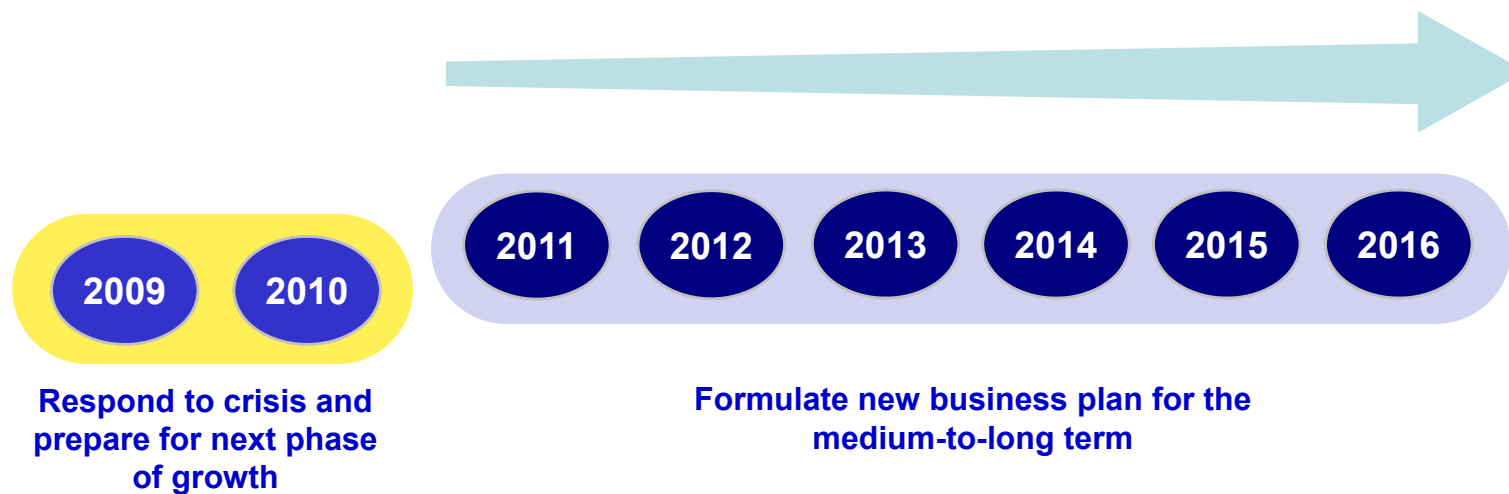 2009
2010
2011
2012
2013
2014
2015
2016
Respond to crisis and
prepare for next phase
of growth
Formulate new business plan for the
medium-to-long term